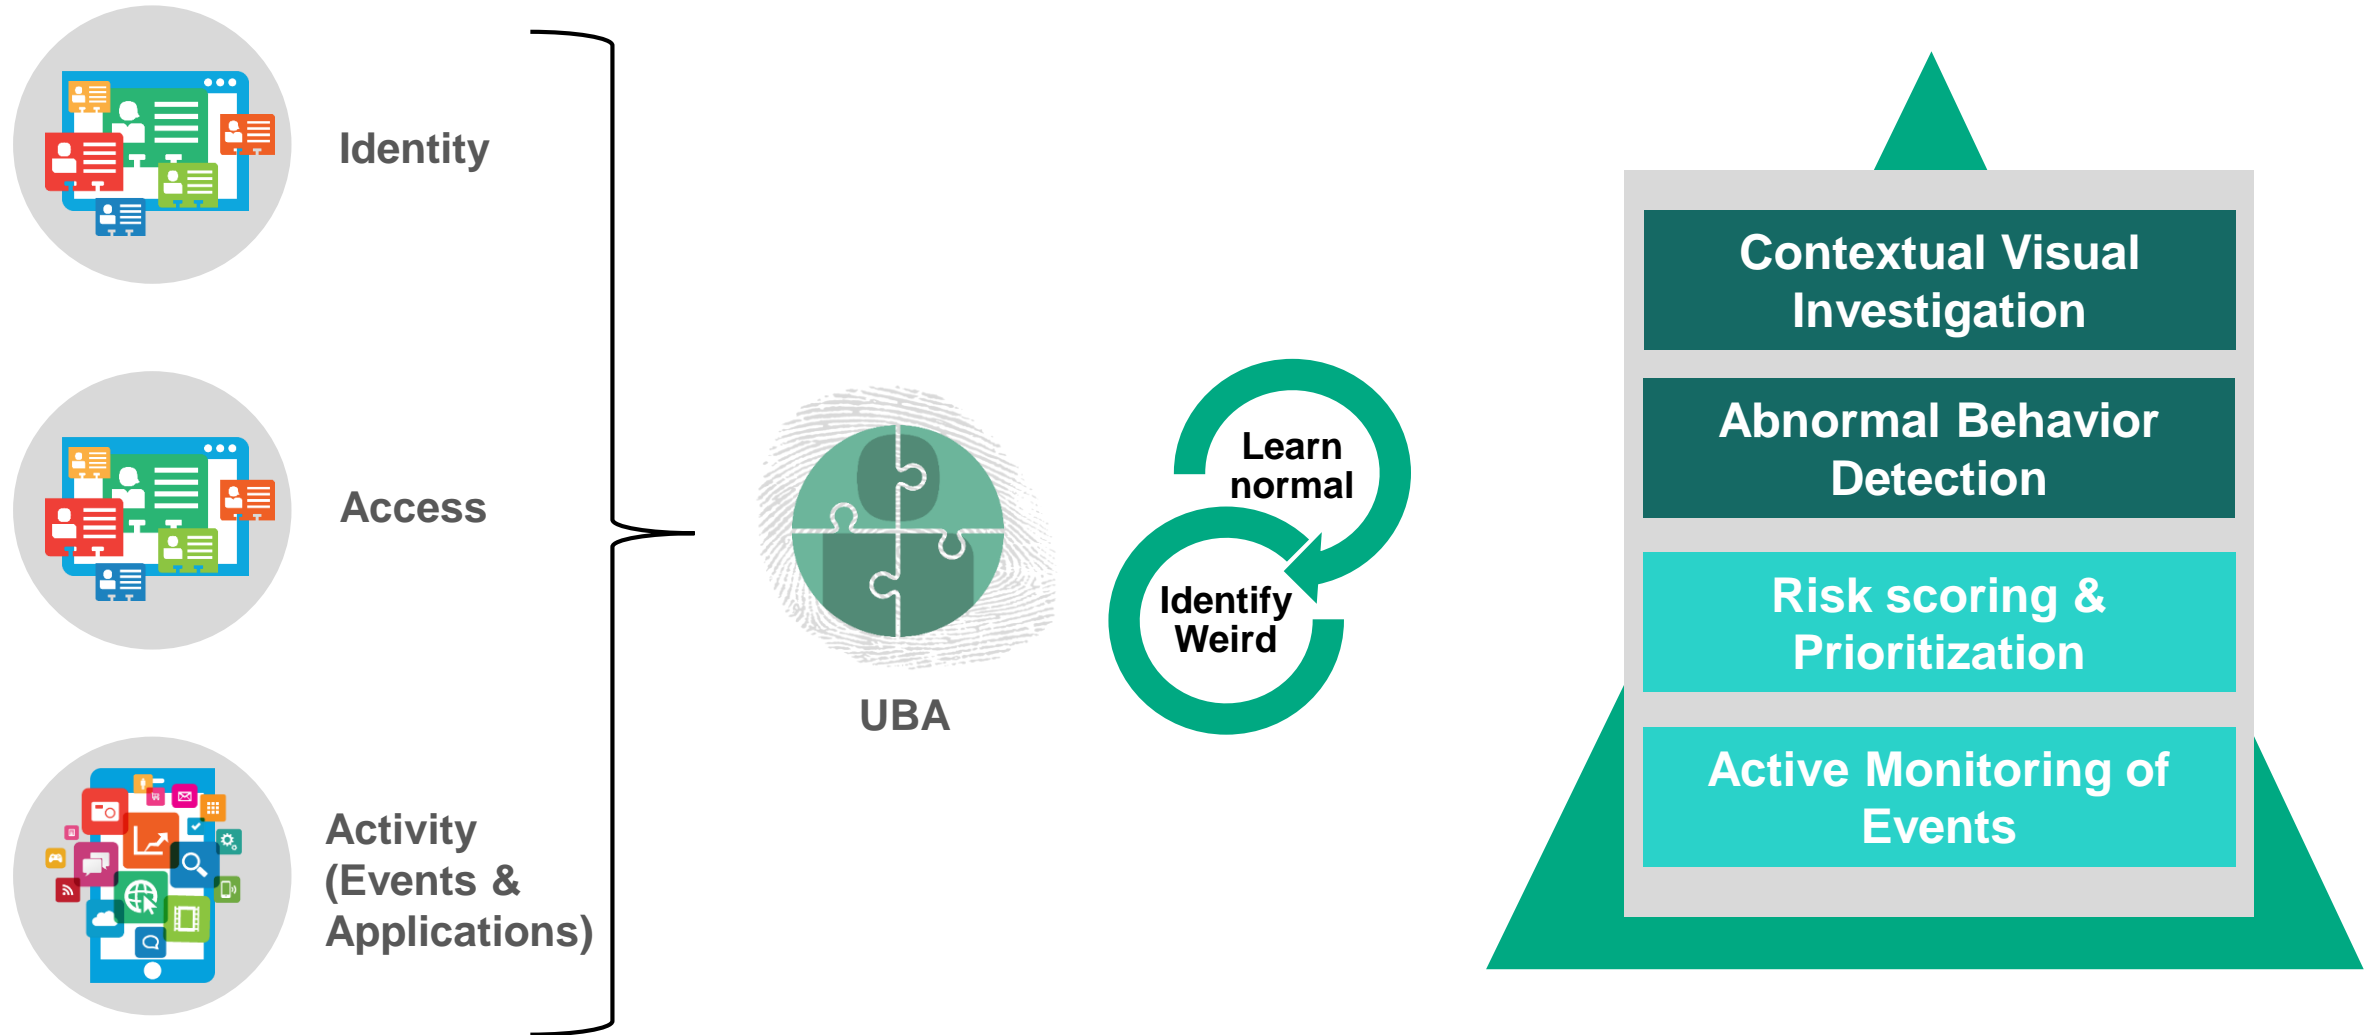 Identity
Access
Activity
(Events &
Applications)
UBA
Learn
normal
Identify
Weird
Contextual Visual
Investigation
Abnormal Behavior
Detection
Risk scoring &
Prioritization
Active Monitoring of
Events